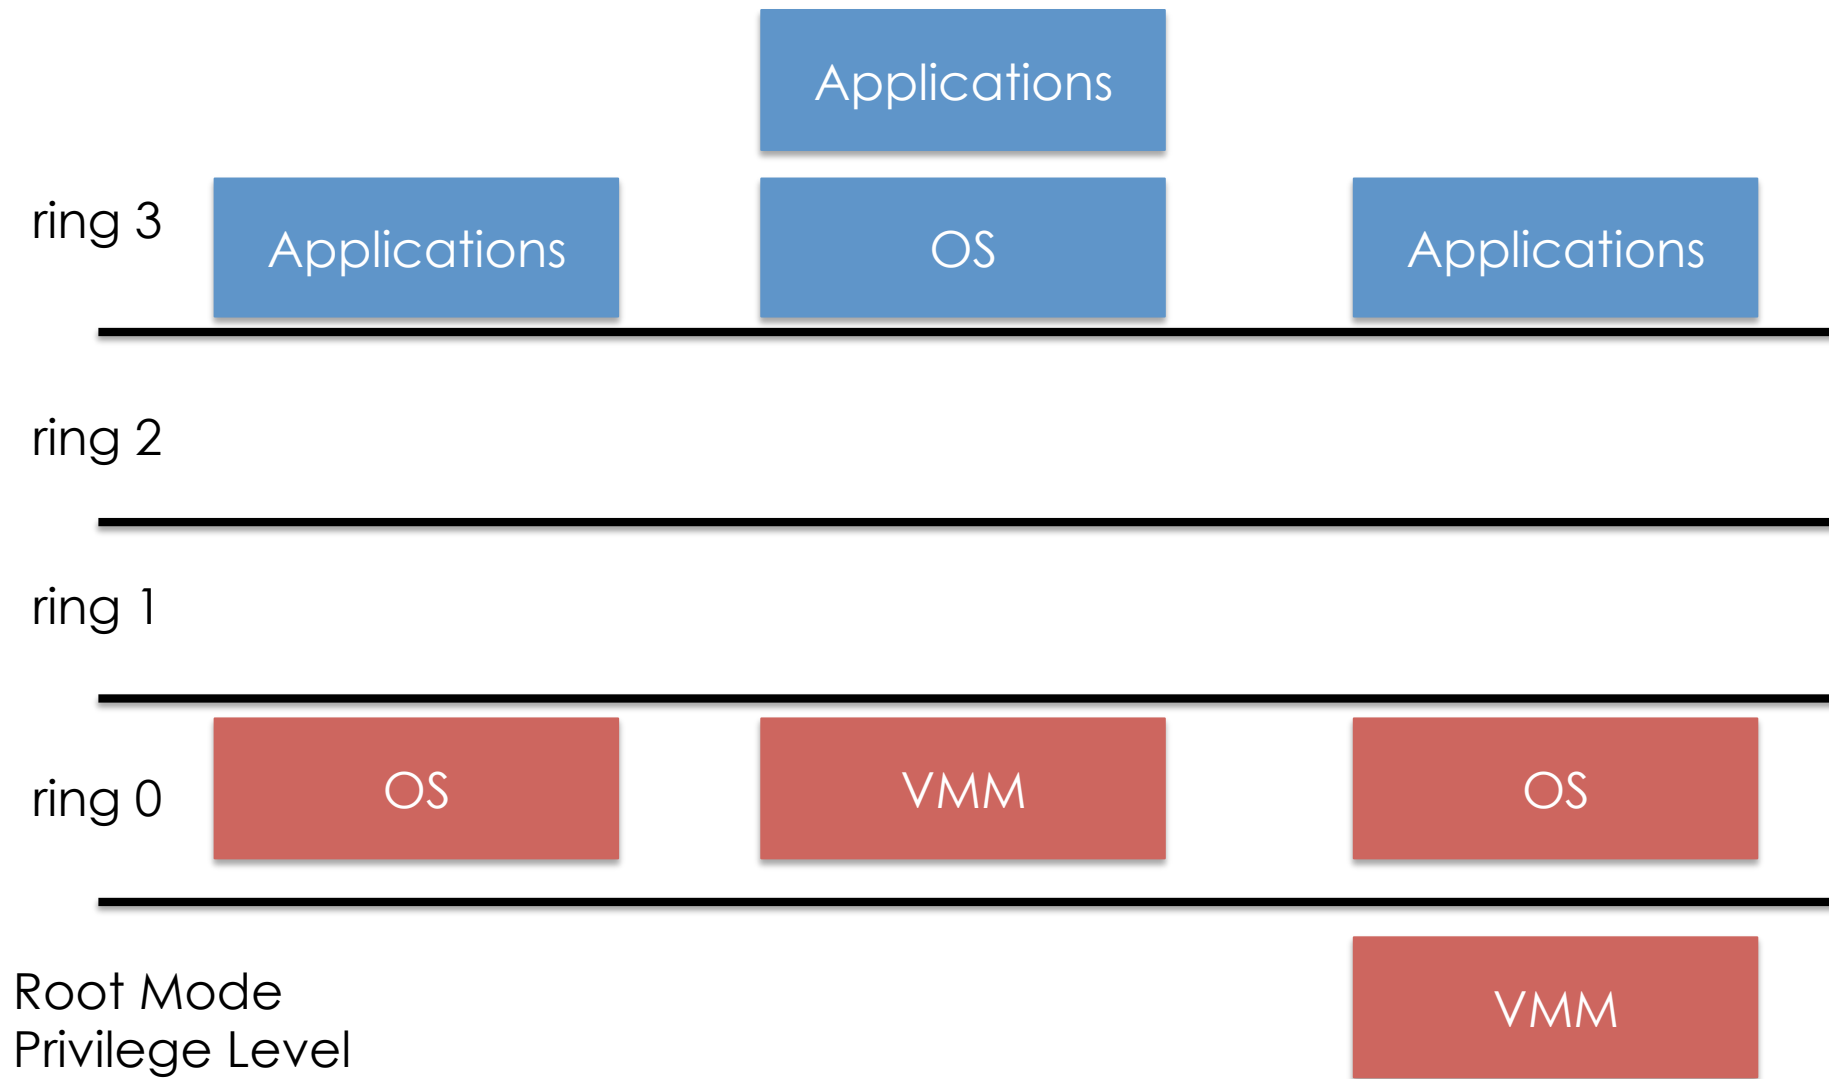 Applications
ring 3
Applications
OS
Applications
ring 2
ring 1
ring 0
OS
VMM
OS
Root Mode
Privilege Level
VMM